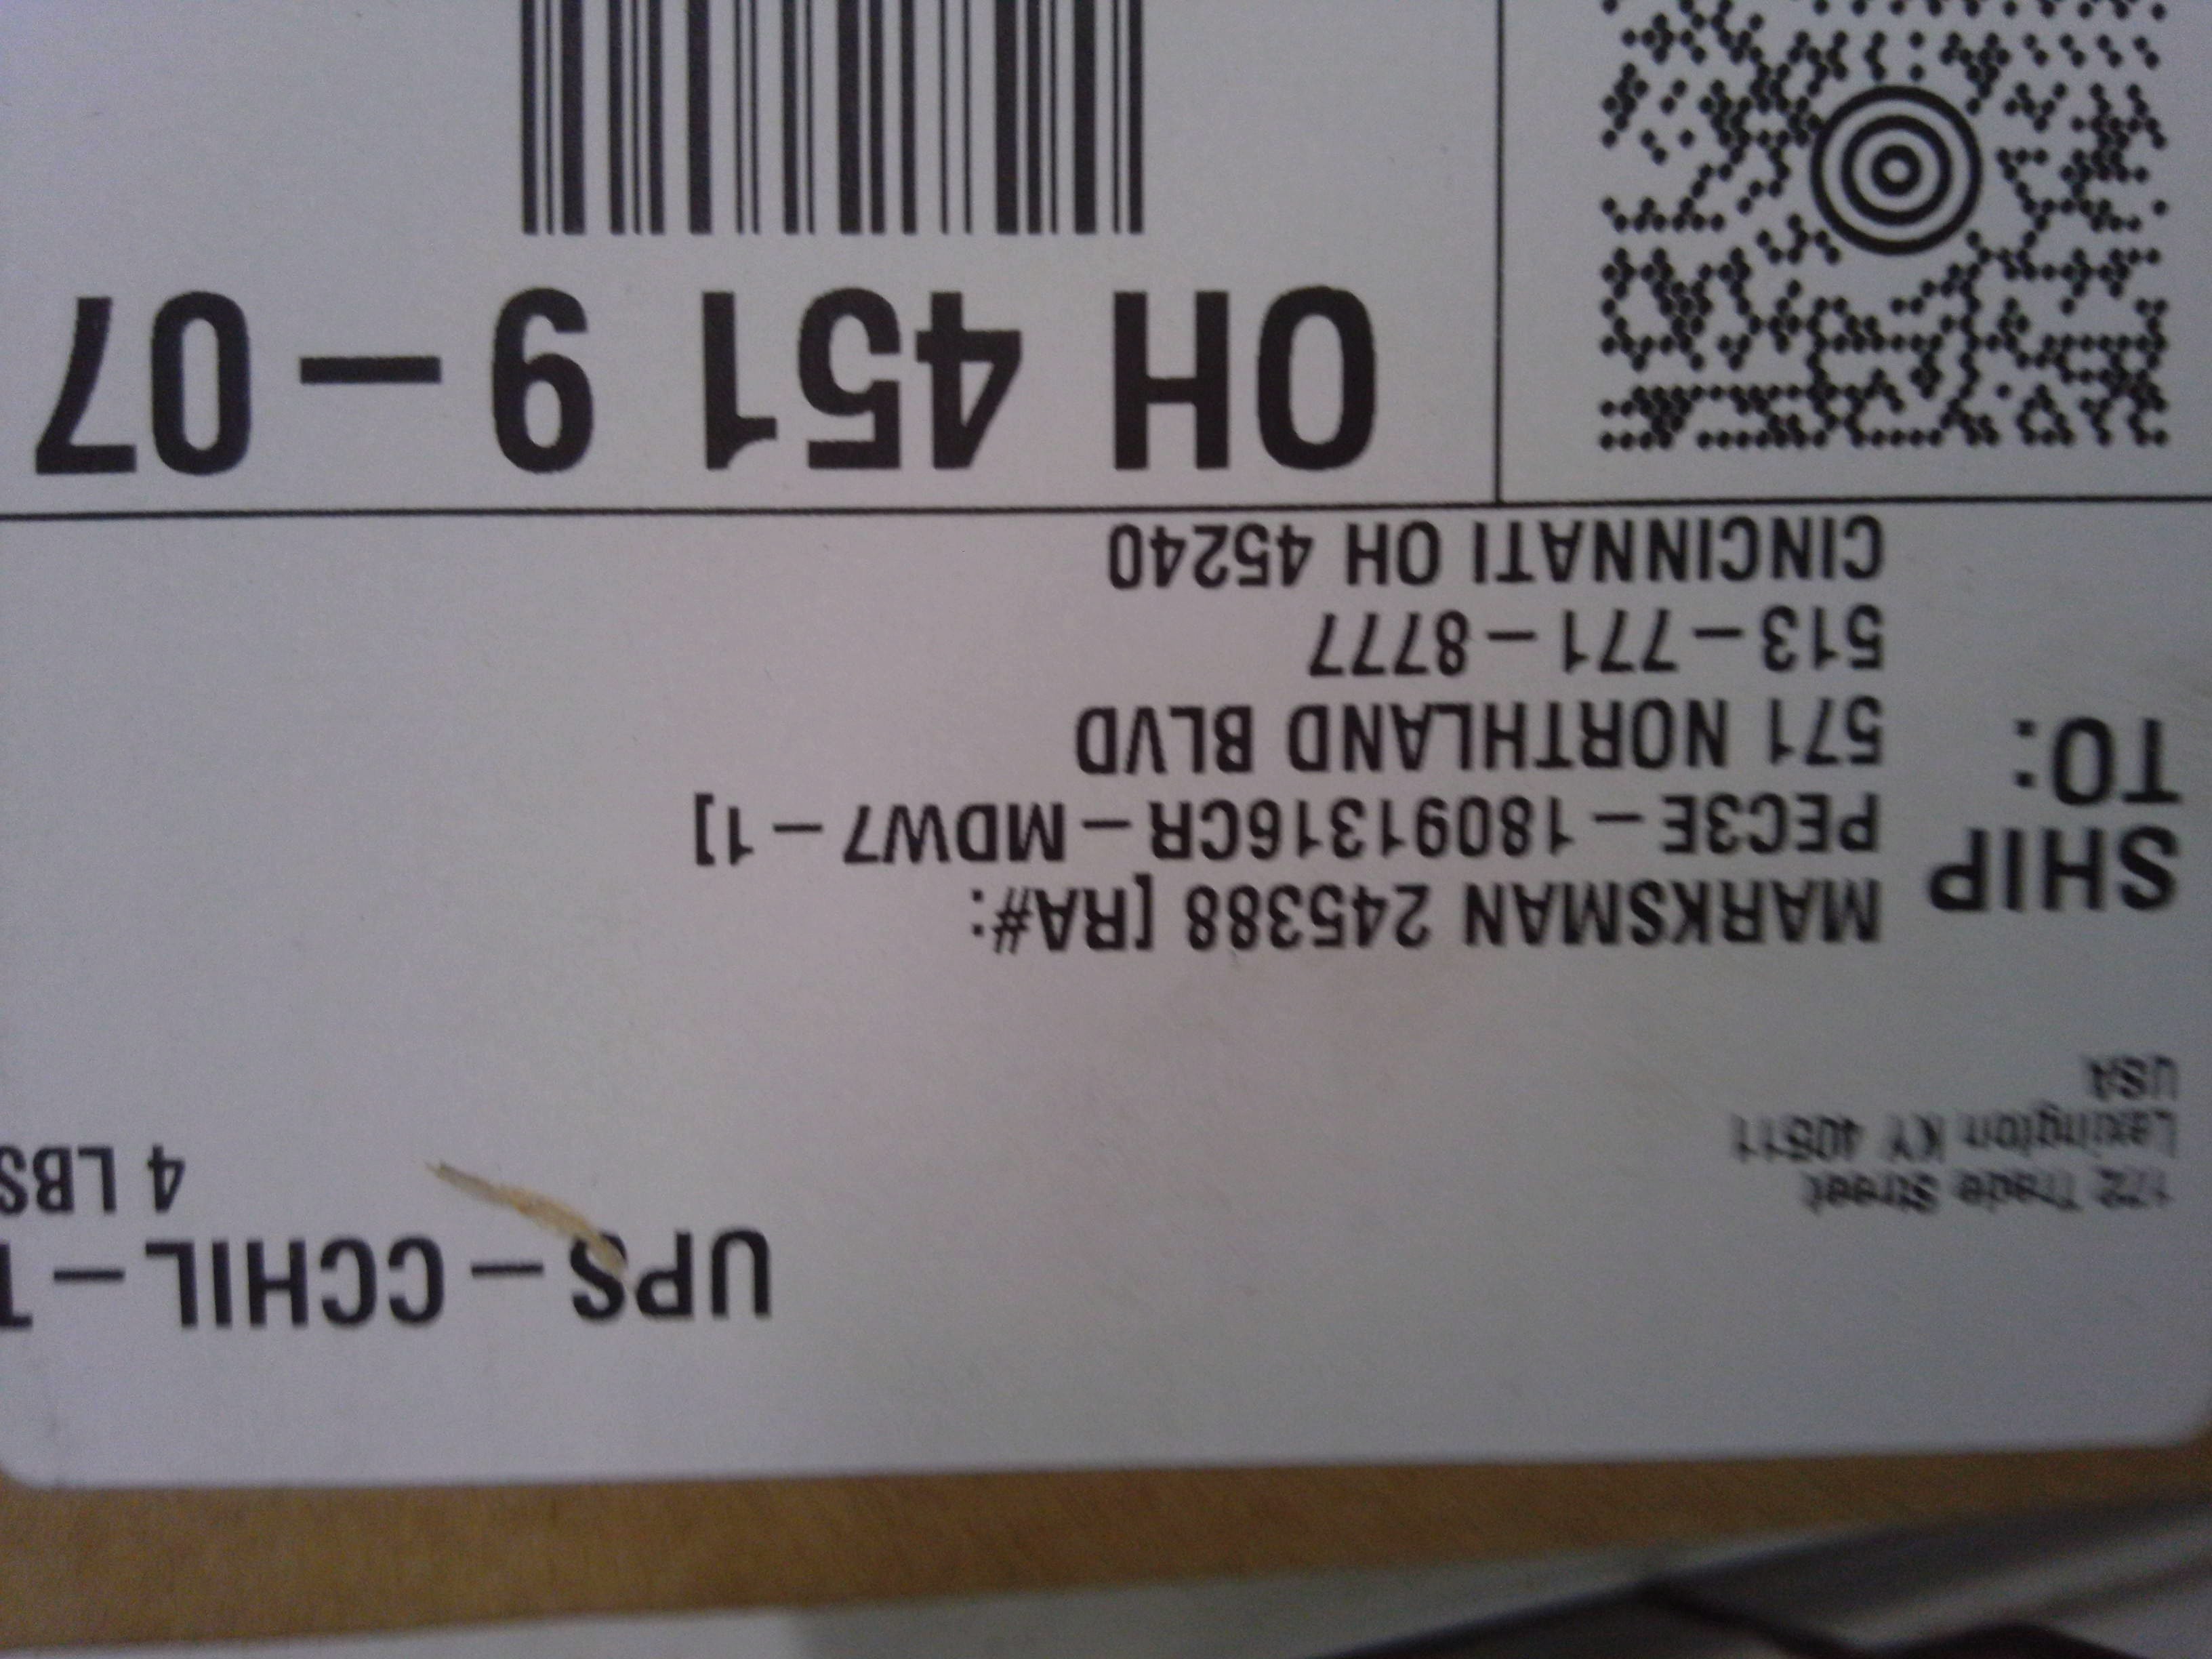 UPS - CCHIL -
4 LBS
172 Trade Street
Lexington KY 40511
USA
SHIP TO:
MARKSMAN 245388 [RA#:
PEC3E - 18091316CR - MDW7 - 1]
571 NORTHLAND BLVD
513 - 771 - 8777
CINCINNATI OH 45240
OH 451 9 - 07